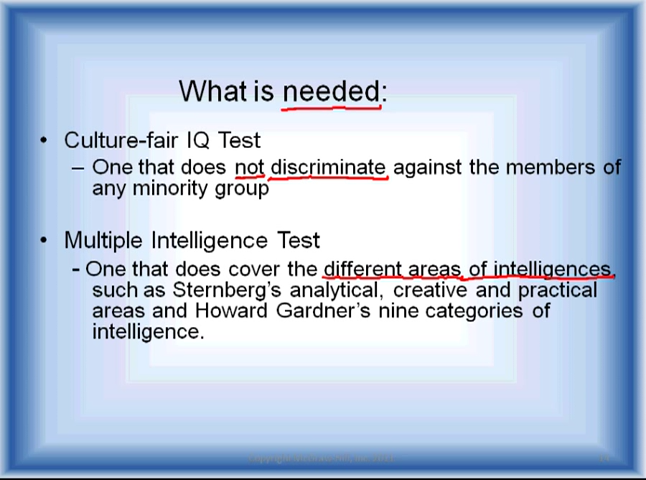 What is needed:
• Culture-fair IQ Test
– One that does not discriminate against the members of
any minority group
• Multiple Intelligence Test
- One that does cover the different areas of intelligences,
such as Sternberg's analytical, creative and practical
areas and Howard Gardner's nine categories of
intelligence.